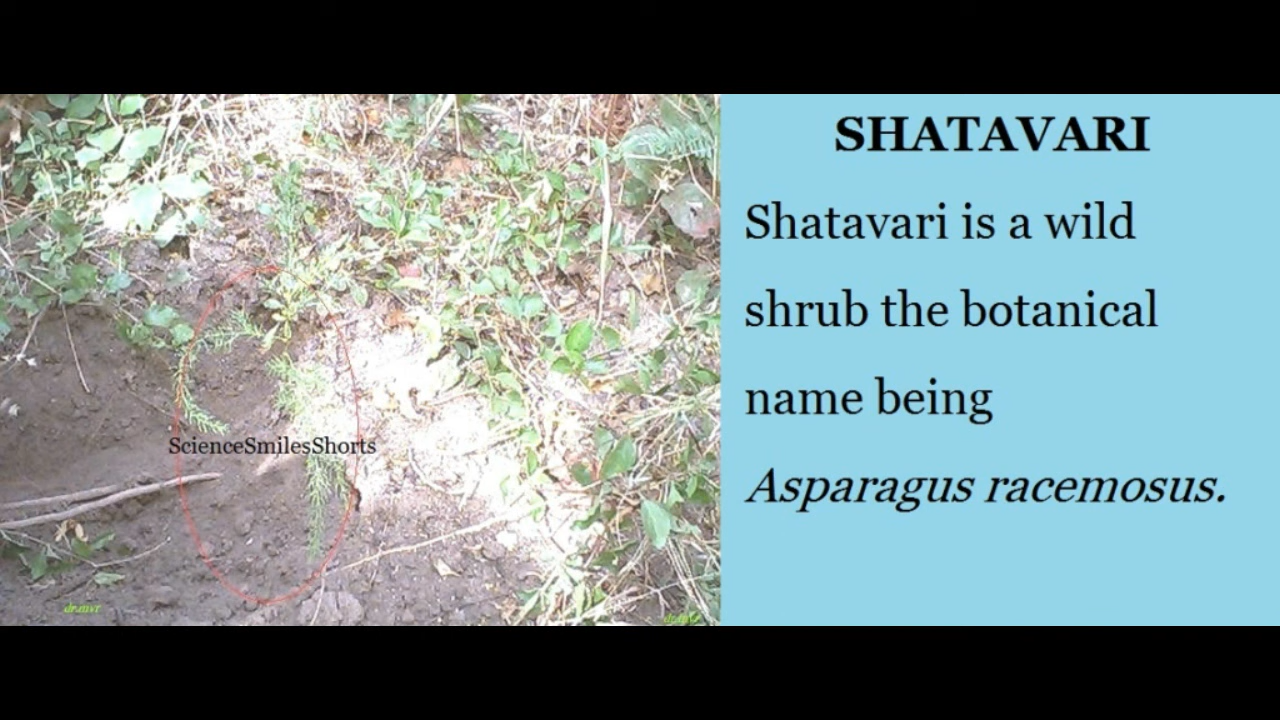 SHATAVARI
Shatavari is a wild
shrub the botanical
name being
Asparagus racemosus.
ScienceSmilesShorts